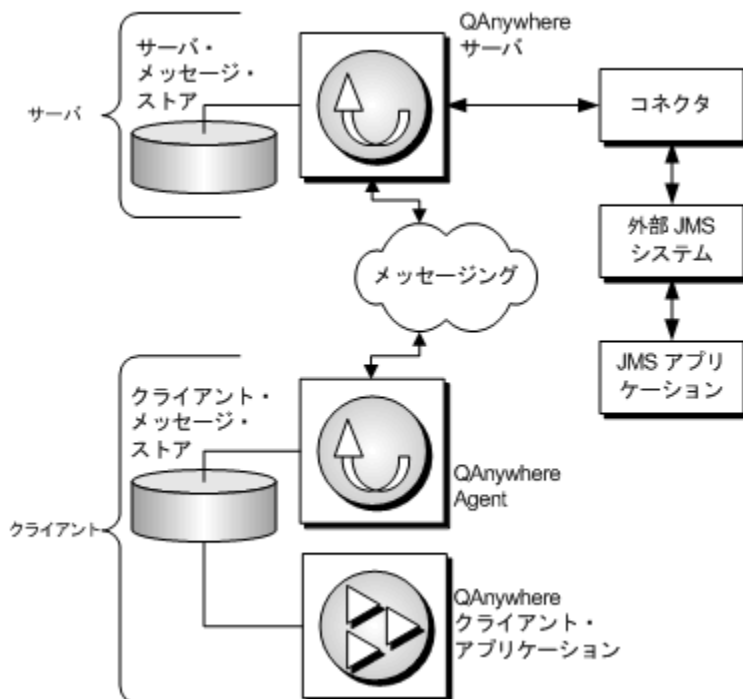 QAnywhere
サーバ
サーバ・
メッセージ・
ストア
サーバ
コネクタ
外部 JMS
システム
JMS アプリ
ケーション
メッセージング
クライアント・
メッセージ・
ストア
QAnywhere
Agent
クライアント
QAnywhere
クライアント・
アプリケーション